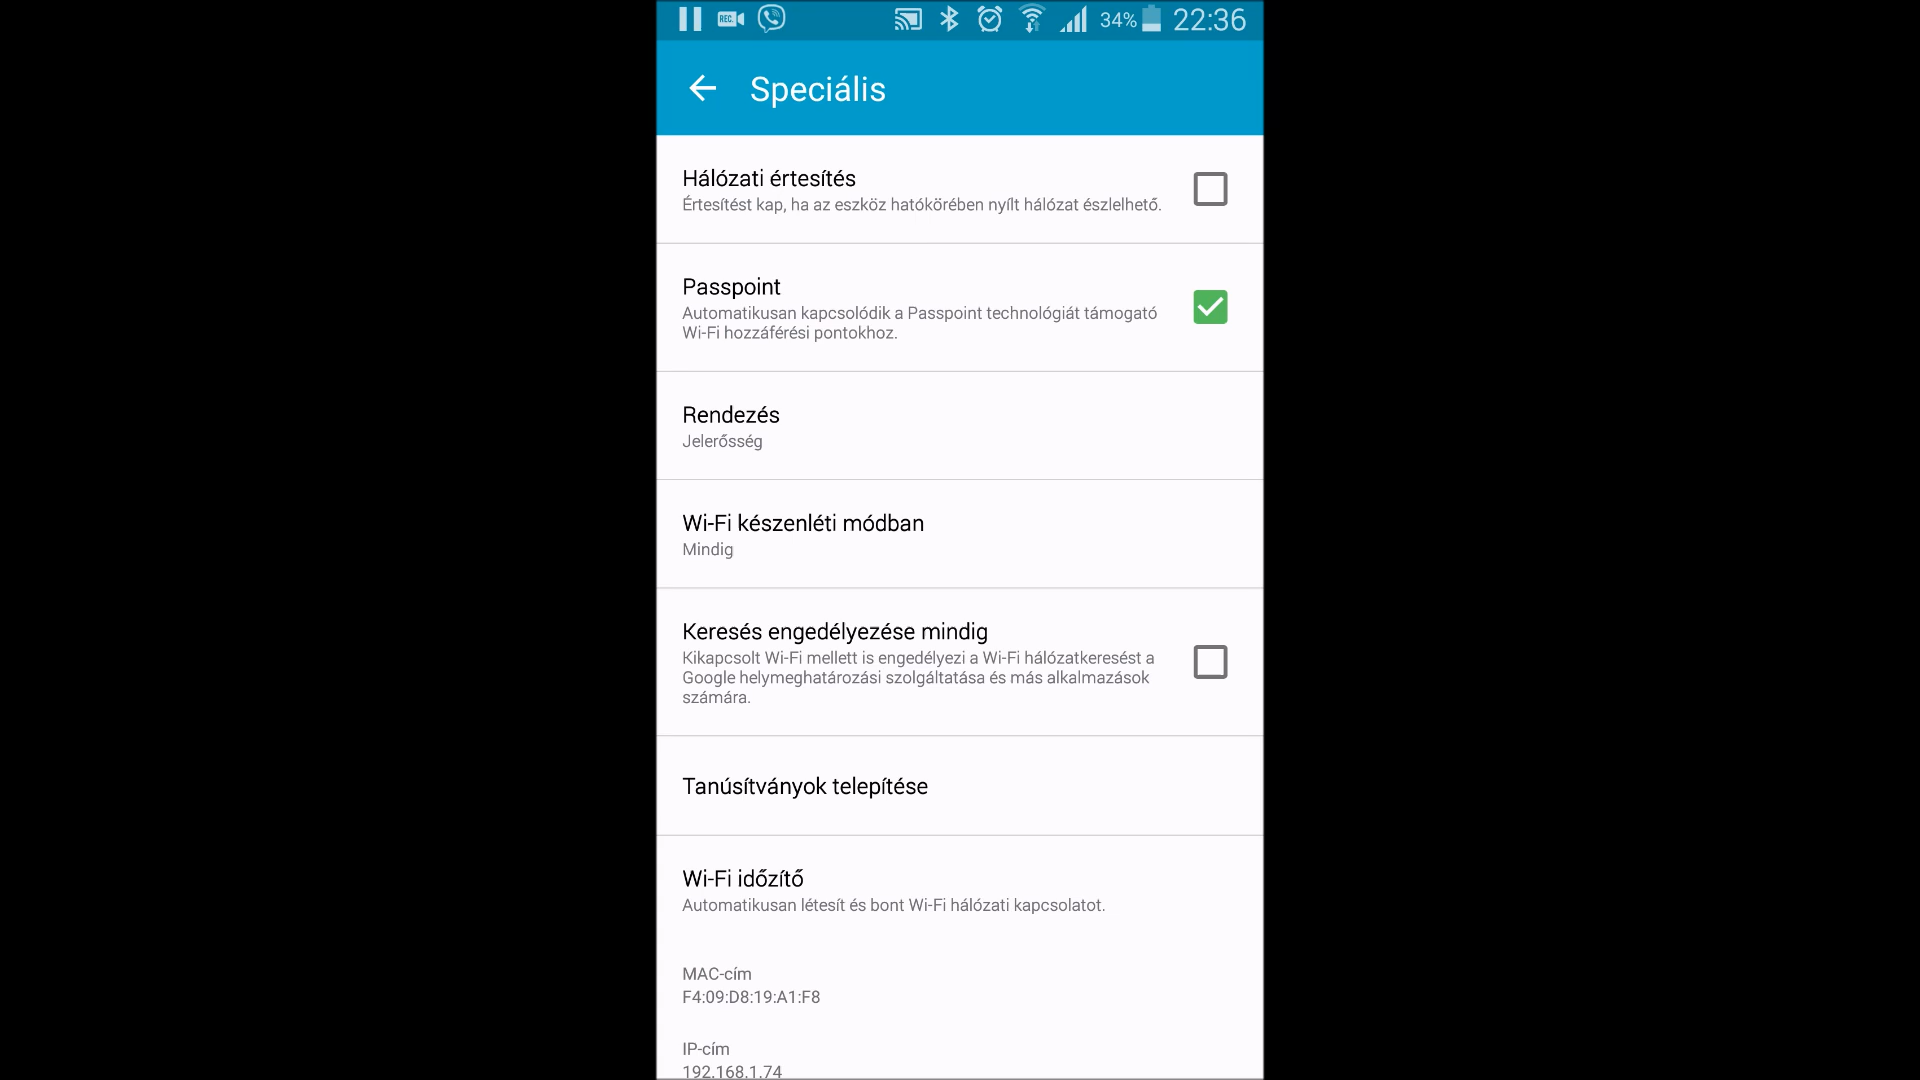 REC
34%
22:36
Speciális
Hálózati értesítés
Értesítést kap, ha az eszköz hatókörében nyílt hálózat észlelhető.
Passpoint
Automatikusan kapcsolódik a Passpoint technológiát támogató
Wi-Fi hozzáférési pontokhoz.
Rendezés
Jelerősség
Wi-Fi készenléti módban
Mindig
Keresés engedélyezése mindig
Kikapcsolt Wi-Fi mellett is engedélyezi a Wi-Fi hálózatkeresést a
Google helymeghatározási szolgáltatása és más alkalmazások
számára.
Tanúsítványok telepítése
Wi-Fi időzítő
Automatikusan létesít és bont Wi-Fi hálózati kapcsolatot.
MAC-cím
F4:09:D8:19:A1:F8
IP-cím
192.168.1.74